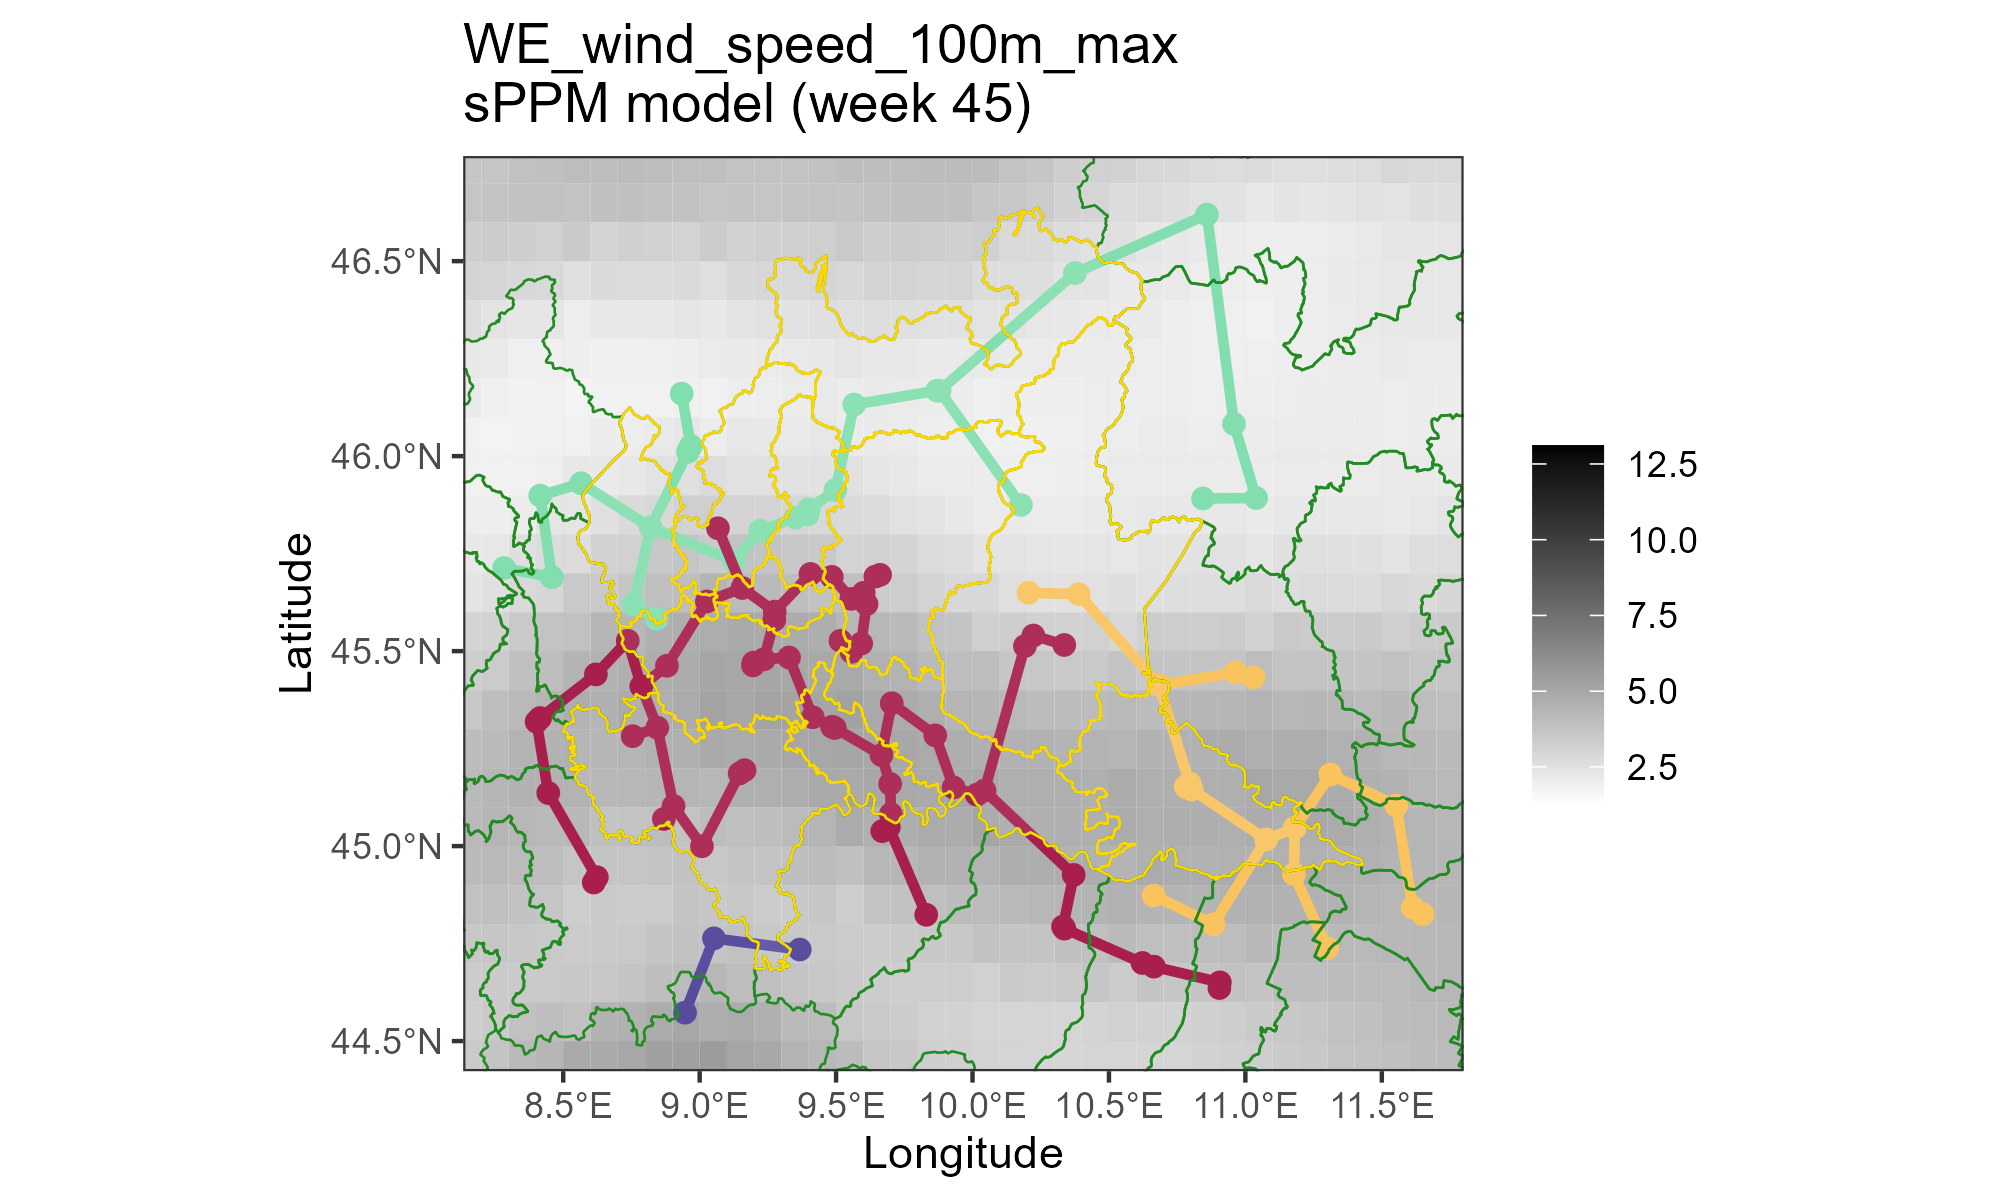 WE_wind_speed_100m_max
sPPM model (week 45)
46.5°N
46.0°N
45.5°N
45.0°N
44.5°N
Latitude
8.5°E
9.0°E
9.5°E
10.0°E
10.5°E
11.0°E
11.5°E
Longitude
12.5
10.0
7.5
5.0
2.5